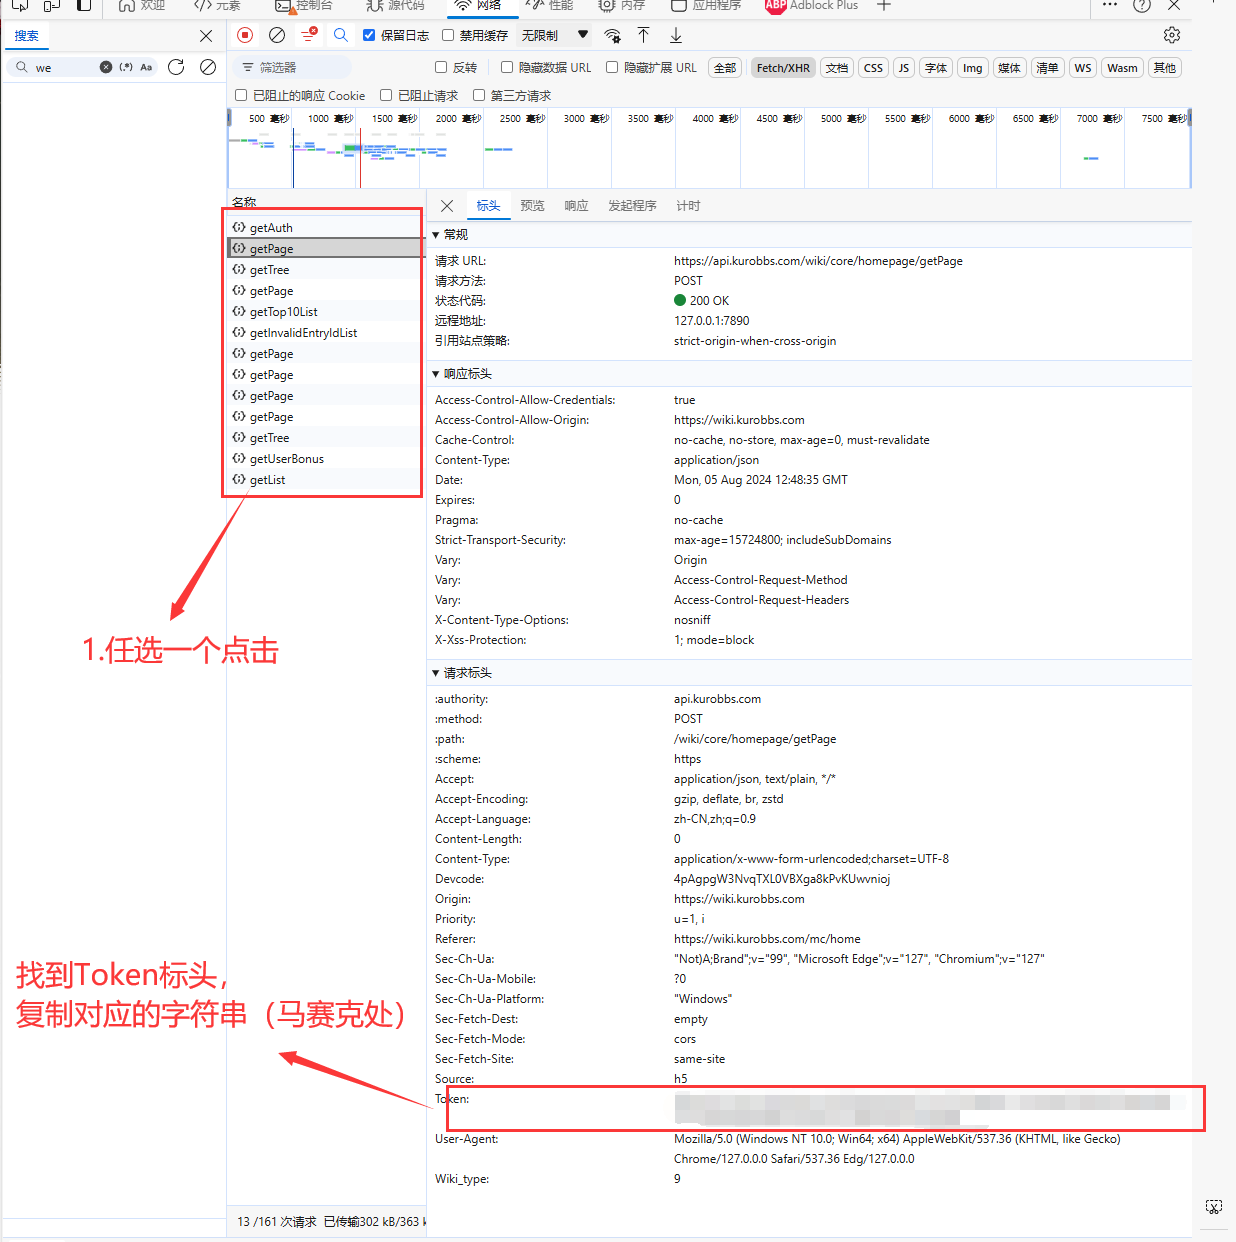 欢迎 元素 控制台 源代码 网络 性能 内存 应用程序 ABP Adblock Plus
搜索
保留日志 禁用缓存 无限制
we (.*) Aa
筛选器 反转 隐藏数据 URL 隐藏扩展 URL 全部 Fetch/XHR 文档 CSS JS 字体 Img 媒体 清单 WS Wasm 其他
已阻止的响应 Cookie 已阻止请求 第三方请求
500 毫秒 1000 毫秒 1500 毫秒 2000 毫秒 2500 毫秒 3000 毫秒 3500 毫秒 4000 毫秒 4500 毫秒 5000 毫秒 5500 毫秒 6000 毫秒 6500 毫秒 7000 毫秒 7500 毫秒
名称
getAuth
getPage
getTree
getPage
getTop10List
getInvalidEntryIdList
getPage
getPage
getPage
getPage
getTree
getUserBonus
getList
1.任选一个点击
找到Token标头,
复制对应的字符串（马赛克处）
13 /161 次请求 已传输302 kB/363 k
标头 预览 响应 发起程序 计时
常规
请求 URL: https://api.kurobbs.com/wiki/core/homepage/getPage
请求方法: POST
状态代码: 200 OK
远程地址: 127.0.0.1:7890
引用站点策略: strict-origin-when-cross-origin
响应标头
Access-Control-Allow-Credentials: true
Access-Control-Allow-Origin: https://wiki.kurobbs.com
Cache-Control: no-cache, no-store, max-age=0, must-revalidate
Content-Type: application/json
Date: Mon, 05 Aug 2024 12:48:35 GMT
Expires: 0
Pragma: no-cache
Strict-Transport-Security: max-age=15724800; includeSubDomains
Vary: Origin
Vary: Access-Control-Request-Method
Vary: Access-Control-Request-Headers
X-Content-Type-Options: nosniff
X-Xss-Protection: 1; mode=block
请求标头
:authority: api.kurobbs.com
:method: POST
:path: /wiki/core/homepage/getPage
:scheme: https
Accept: application/json, text/plain, */*
Accept-Encoding: gzip, deflate, br, zstd
Accept-Language: zh-CN,zh;q=0.9
Content-Length: 0
Content-Type: application/x-www-form-urlencoded;charset=UTF-8
Devcode: 4pAgpgW3NvqTXL0VBXga8kPvKUwvnioj
Origin: https://wiki.kurobbs.com
Priority: u=1, i
Referer: https://wiki.kurobbs.com/mc/home
Sec-Ch-Ua: "Not)A;Brand";v="99", "Microsoft Edge";v="127", "Chromium";v="127"
Sec-Ch-Ua-Mobile: ?0
Sec-Ch-Ua-Platform: "Windows"
Sec-Fetch-Dest: empty
Sec-Fetch-Mode: cors
Sec-Fetch-Site: same-site
Source: h5
Token:
User-Agent: Mozilla/5.0 (Windows NT 10.0; Win64; x64) AppleWebKit/537.36 (KHTML, like Gecko)
Chrome/127.0.0.0 Safari/537.36 Edg/127.0.0.0
Wiki_type: 9